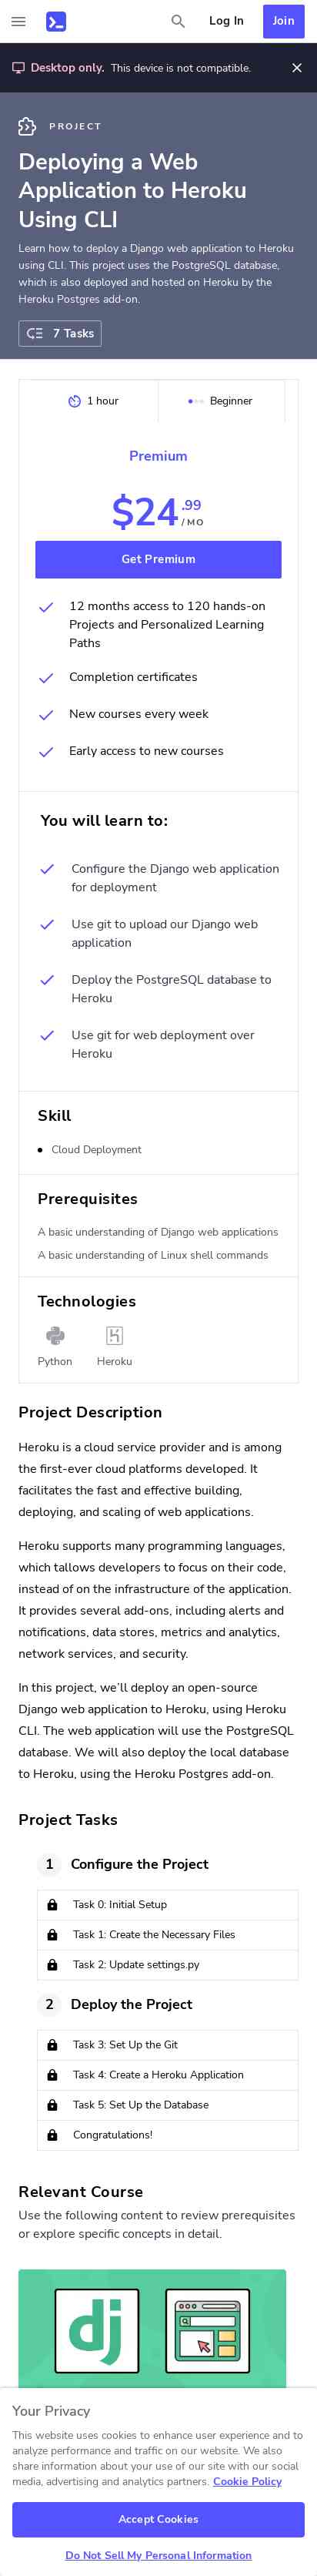 Log In
Join
Desktop only. This device is not compatible.
PROJECT
Deploying a Web
Application to Heroku
Using CLI
Learn how to deploy a Django web application to Heroku
using CLI. This project uses the PostgreSQL database,
which is also deployed and hosted on Heroku by the
Heroku Postgres add-on.
7 Tasks
1 hour
Beginner
Premium
$24.99
/ MO
Get Premium
12 months access to 120 hands-on
Projects and Personalized Learning
Paths
Completion certificates
New courses every week
Early access to new courses
You will learn to:
Configure the Django web application
for deployment
Use git to upload our Django web
application
Deploy the PostgreSQL database to
Heroku
Use git for web deployment over
Heroku
Skill
Cloud Deployment
Prerequisites
A basic understanding of Django web applications
A basic understanding of Linux shell commands
Technologies
Python
Heroku
Project Description
Heroku is a cloud service provider and is among
the first-ever cloud platforms developed. It
facilitates the fast and effective building,
deploying, and scaling of web applications.
Heroku supports many programming languages,
which tallows developers to focus on their code,
instead of on the infrastructure of the application.
It provides several add-ons, including alerts and
notifications, data stores, metrics and analytics,
network services, and security.
In this project, we’ll deploy an open-source
Django web application to Heroku, using Heroku
CLI. The web application will use the PostgreSQL
database. We will also deploy the local database
to Heroku, using the Heroku Postgres add-on.
Project Tasks
1 Configure the Project
Task 0: Initial Setup
Task 1: Create the Necessary Files
Task 2: Update settings.py
2 Deploy the Project
Task 3: Set Up the Git
Task 4: Create a Heroku Application
Task 5: Set Up the Database
Congratulations!
Relevant Course
Use the following content to review prerequisites
or explore specific concepts in detail.
dj
Your Privacy
This website uses cookies to enhance user experience and to
analyze performance and traffic on our website. We also
share information about your use of our site with our social
media, advertising and analytics partners. Cookie Policy
Accept Cookies
Do Not Sell My Personal Information